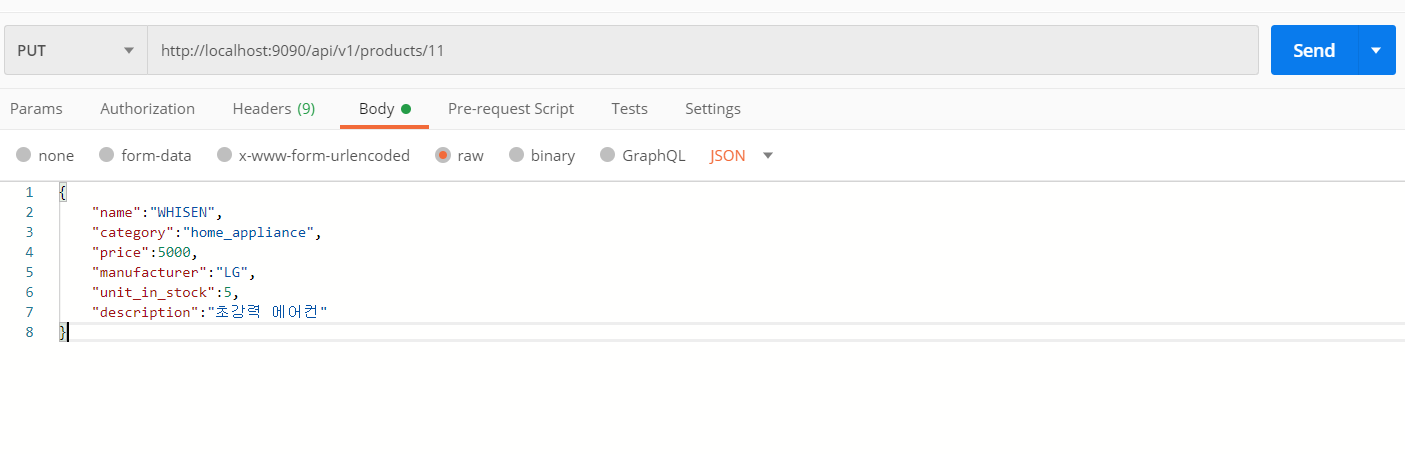 PUT http://localhost:9090/api/v1/products/11 Send
Params Authorization Headers (9) Body Pre-request Script Tests Settings
none form-data x-www-form-urlencoded raw binary GraphQL JSON
1 {
2 "name":"WHISEN",
3 "category":"home_appliance",
4 "price":5000,
5 "manufacturer":"LG",
6 "unit_in_stock":5,
7 "description":"초강력 에어컨"
8 }